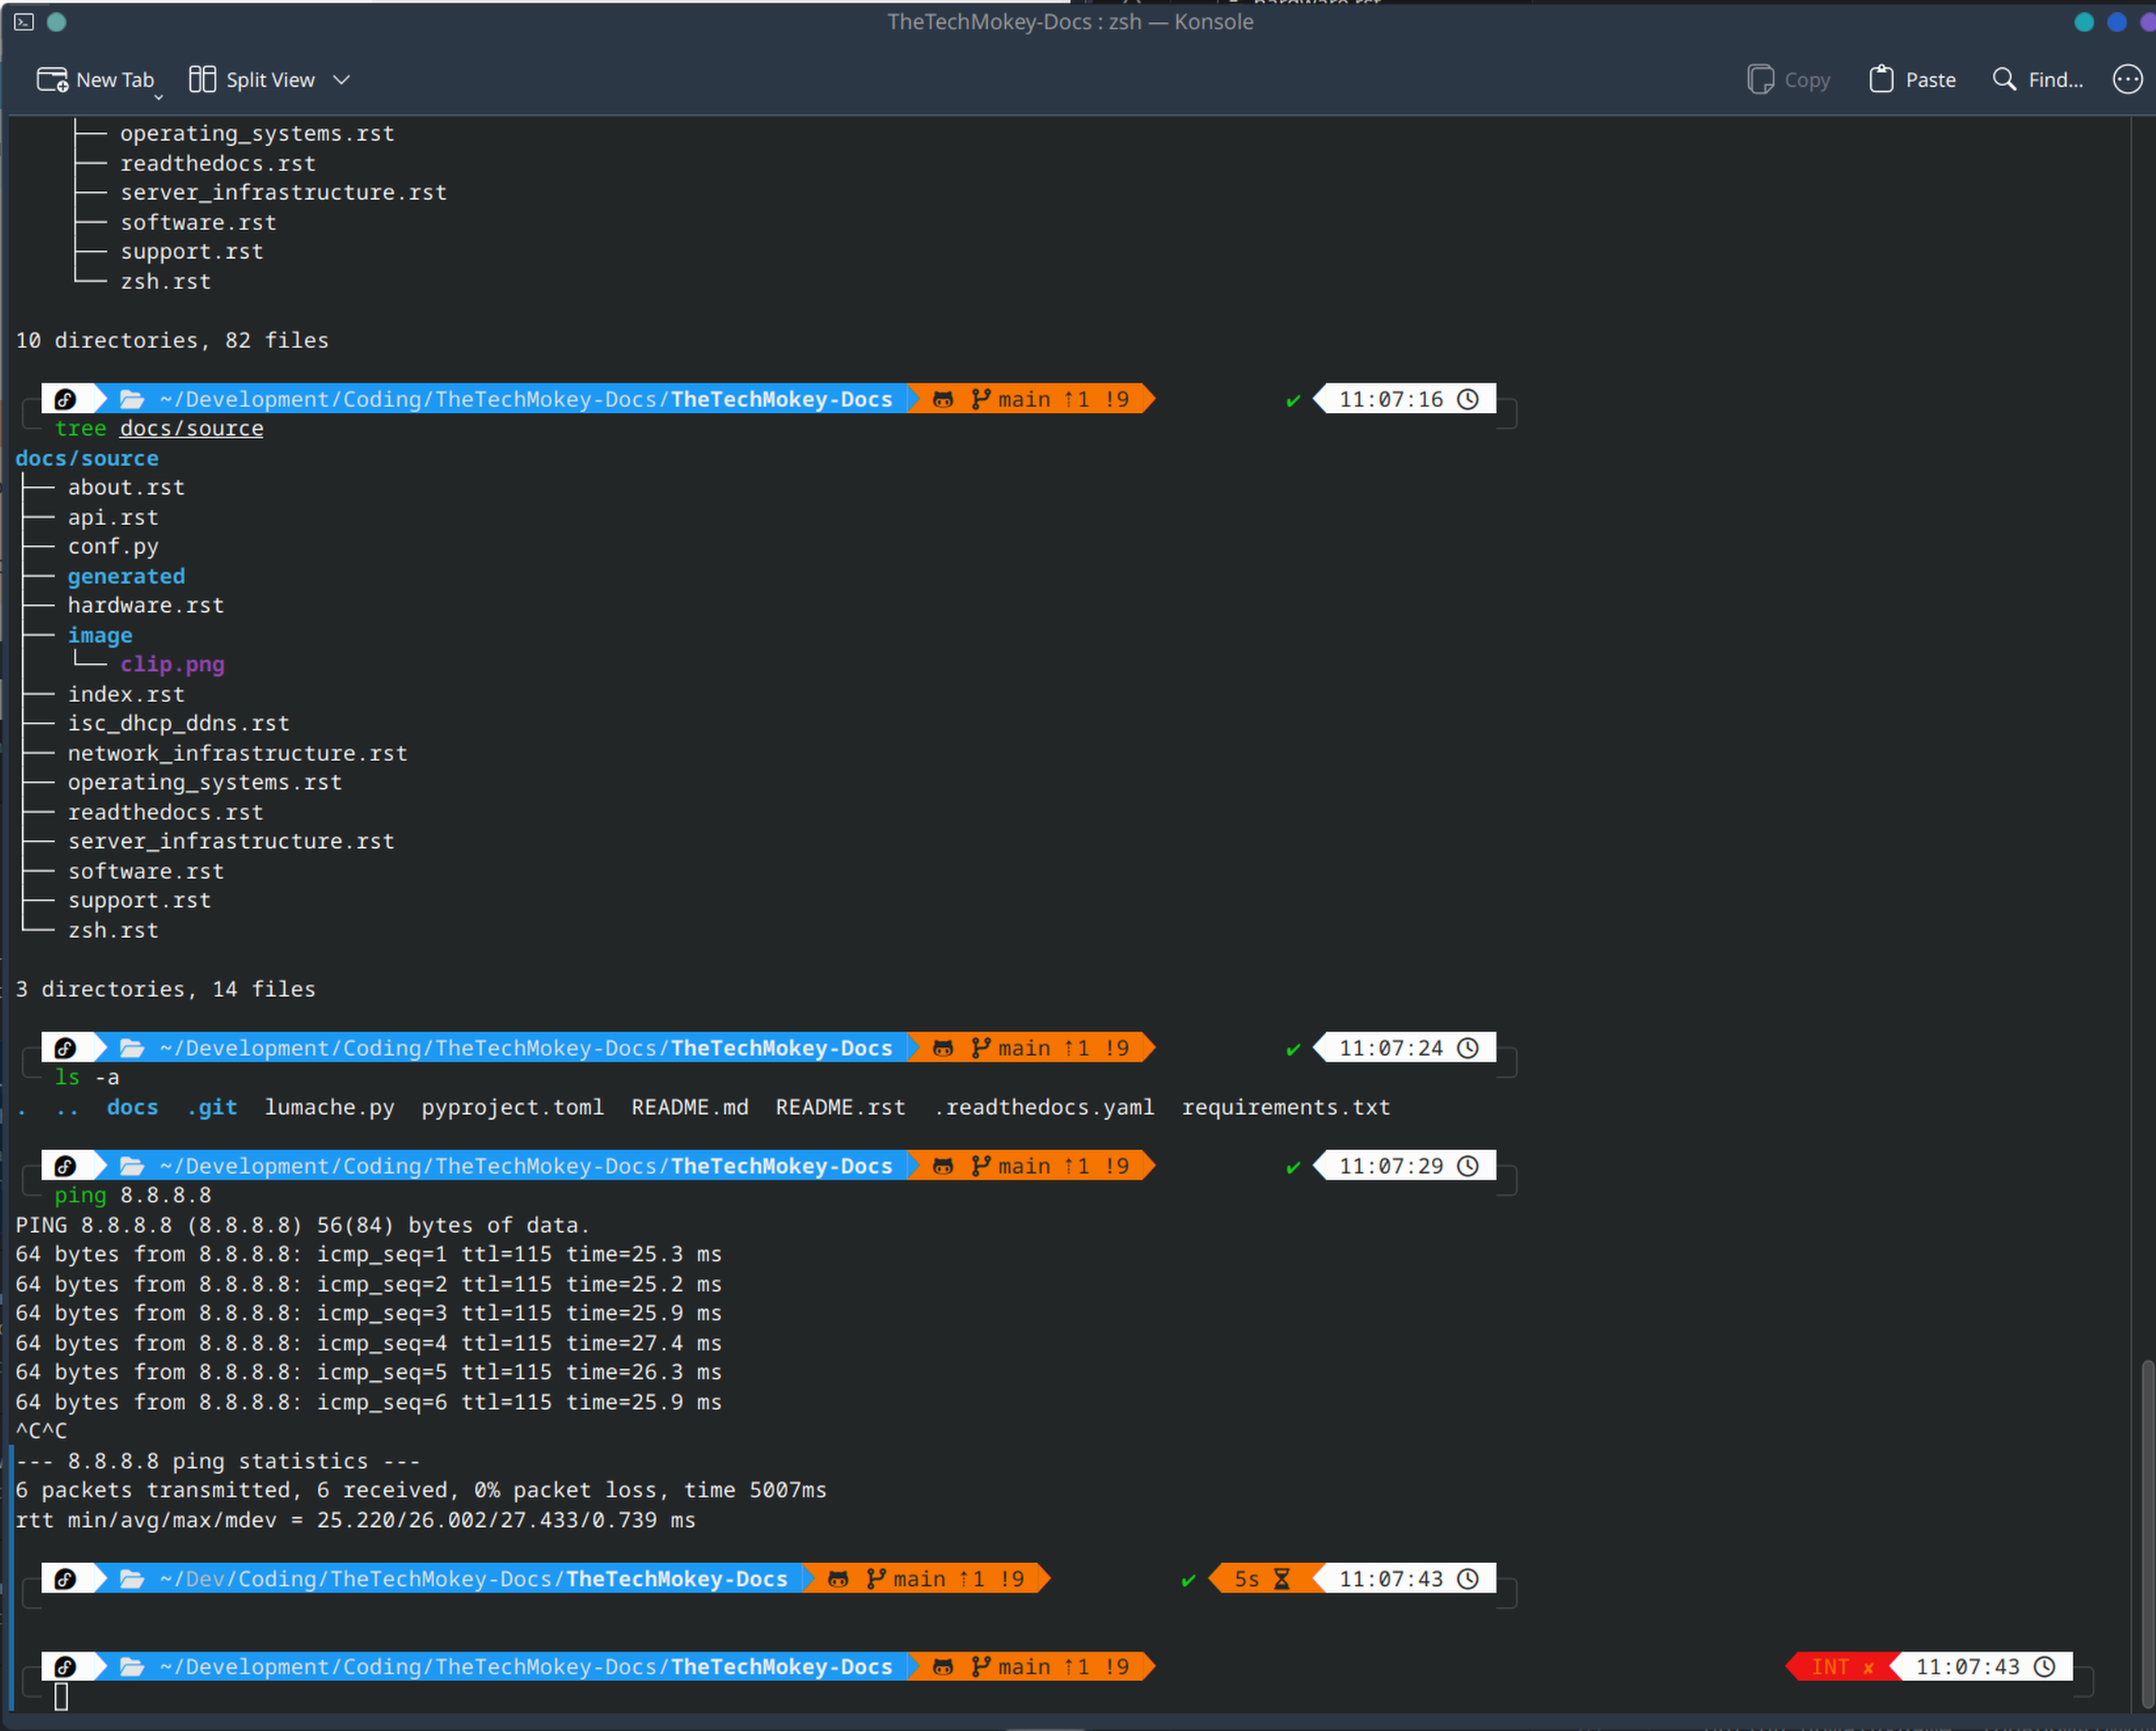 TheTechMokey-Docs : zsh — Konsole
New Tab Split View Copy Paste Find...
├── operating_systems.rst
├── readthedocs.rst
├── server_infrastructure.rst
├── software.rst
├── support.rst
└── zsh.rst
10 directories, 82 files
~/Development/Coding/TheTechMokey-Docs/TheTechMokey-Docs main ⇡1 !9 ✔ 11:07:16
tree docs/source
docs/source
├── about.rst
├── api.rst
├── conf.py
├── generated
├── hardware.rst
├── image
│   └── clip.png
├── index.rst
├── isc_dhcp_ddns.rst
├── network_infrastructure.rst
├── operating_systems.rst
├── readthedocs.rst
├── server_infrastructure.rst
├── software.rst
├── support.rst
└── zsh.rst
3 directories, 14 files
~/Development/Coding/TheTechMokey-Docs/TheTechMokey-Docs main ⇡1 !9 ✔ 11:07:24
ls -a
. .. docs .git lumache.py pyproject.toml README.md README.rst .readthedocs.yaml requirements.txt
~/Development/Coding/TheTechMokey-Docs/TheTechMokey-Docs main ⇡1 !9 ✔ 11:07:29
ping 8.8.8.8
PING 8.8.8.8 (8.8.8.8) 56(84) bytes of data.
64 bytes from 8.8.8.8: icmp_seq=1 ttl=115 time=25.3 ms
64 bytes from 8.8.8.8: icmp_seq=2 ttl=115 time=25.2 ms
64 bytes from 8.8.8.8: icmp_seq=3 ttl=115 time=25.9 ms
64 bytes from 8.8.8.8: icmp_seq=4 ttl=115 time=27.4 ms
64 bytes from 8.8.8.8: icmp_seq=5 ttl=115 time=26.3 ms
64 bytes from 8.8.8.8: icmp_seq=6 ttl=115 time=25.9 ms
^C^C
--- 8.8.8.8 ping statistics ---
6 packets transmitted, 6 received, 0% packet loss, time 5007ms
rtt min/avg/max/mdev = 25.220/26.002/27.433/0.739 ms
~/Dev/Coding/TheTechMokey-Docs/TheTechMokey-Docs main ⇡1 !9 ✔ 5s 11:07:43
~/Development/Coding/TheTechMokey-Docs/TheTechMokey-Docs main ⇡1 !9 INT ✘ 11:07:43